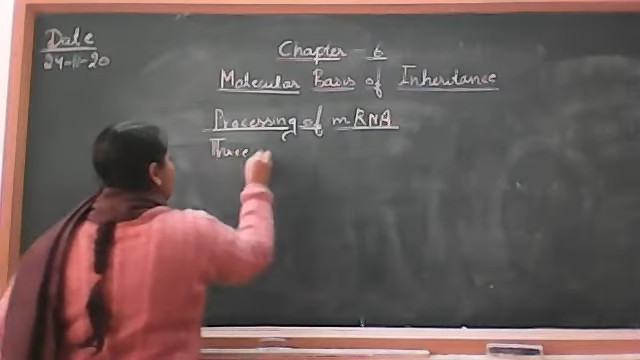 Date
24-11-20
Chapter - 6
Molecular Basis of Inheritance
Processing of mRNA
Three